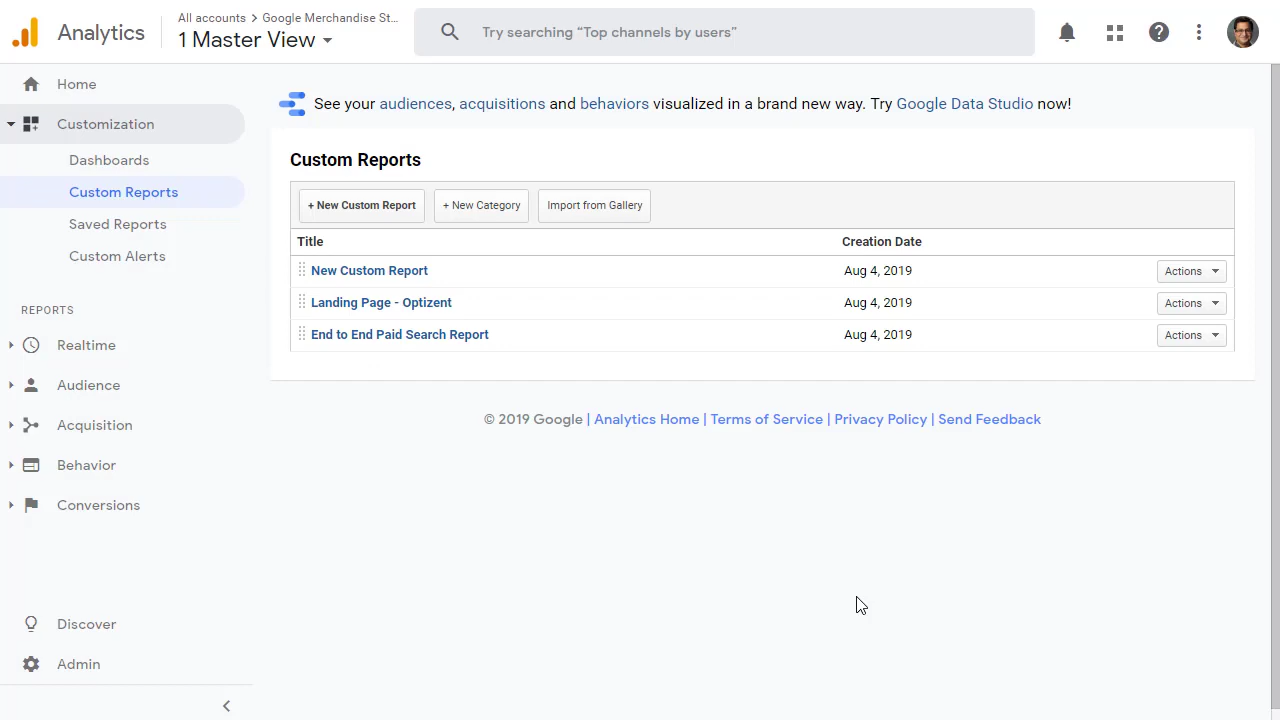 Analytics
All accounts > Google Merchandise St...
1 Master View
Try searching “Top channels by users”
Home
Customization
Dashboards
Custom Reports
Saved Reports
Custom Alerts
REPORTS
Realtime
Audience
Acquisition
Behavior
Conversions
Discover
Admin
See your audiences, acquisitions and behaviors visualized in a brand new way. Try Google Data Studio now!
Custom Reports
+ New Custom Report
+ New Category
Import from Gallery
Title Creation Date
New Custom Report Aug 4, 2019 Actions
Landing Page - Optizent Aug 4, 2019 Actions
End to End Paid Search Report Aug 4, 2019 Actions
© 2019 Google | Analytics Home | Terms of Service | Privacy Policy | Send Feedback